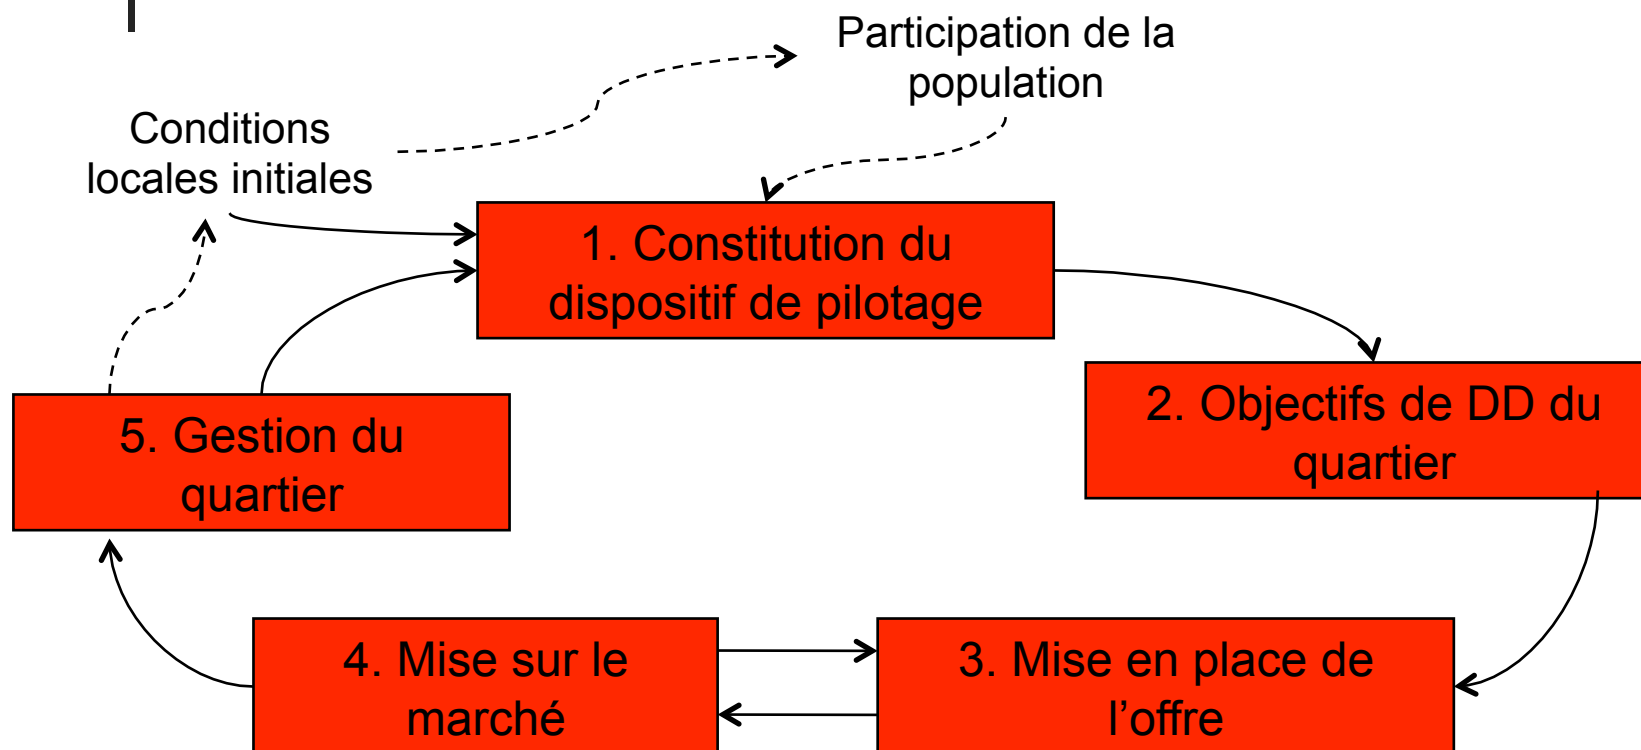 Participation de la
population
Conditions
locales initiales
1. Constitution du
dispositif de pilotage
2. Objectifs de DD du
quartier
5. Gestion du
quartier
4. Mise sur le
marché
3. Mise en place de
l’offre